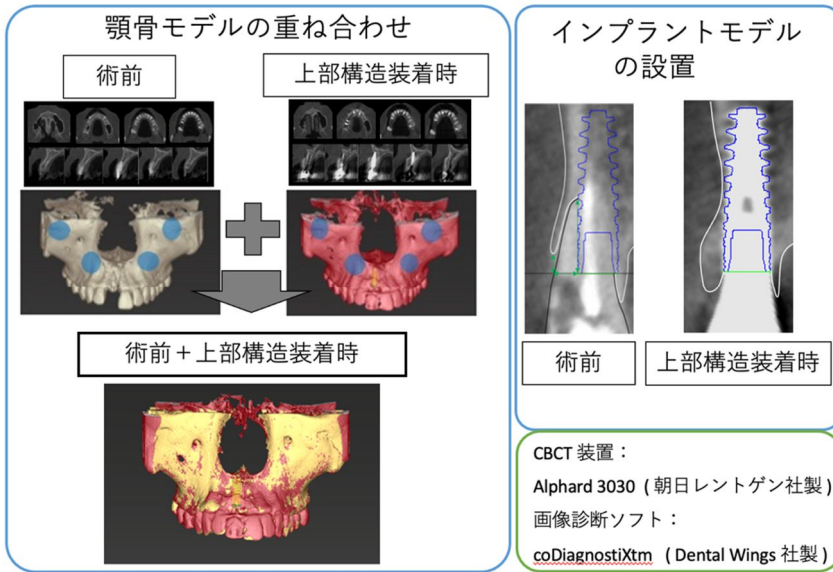 顎骨モデルの重ね合わせ
術前
上部構造装着時
術前＋上部構造装着時
インプラントモデル
の設置
術前
上部構造装着時
CBCT 装置：
Alphard 3030（朝日レントゲン社製）
画像診断ソフト：
coDiagnostiXtm （Dental Wings 社製）